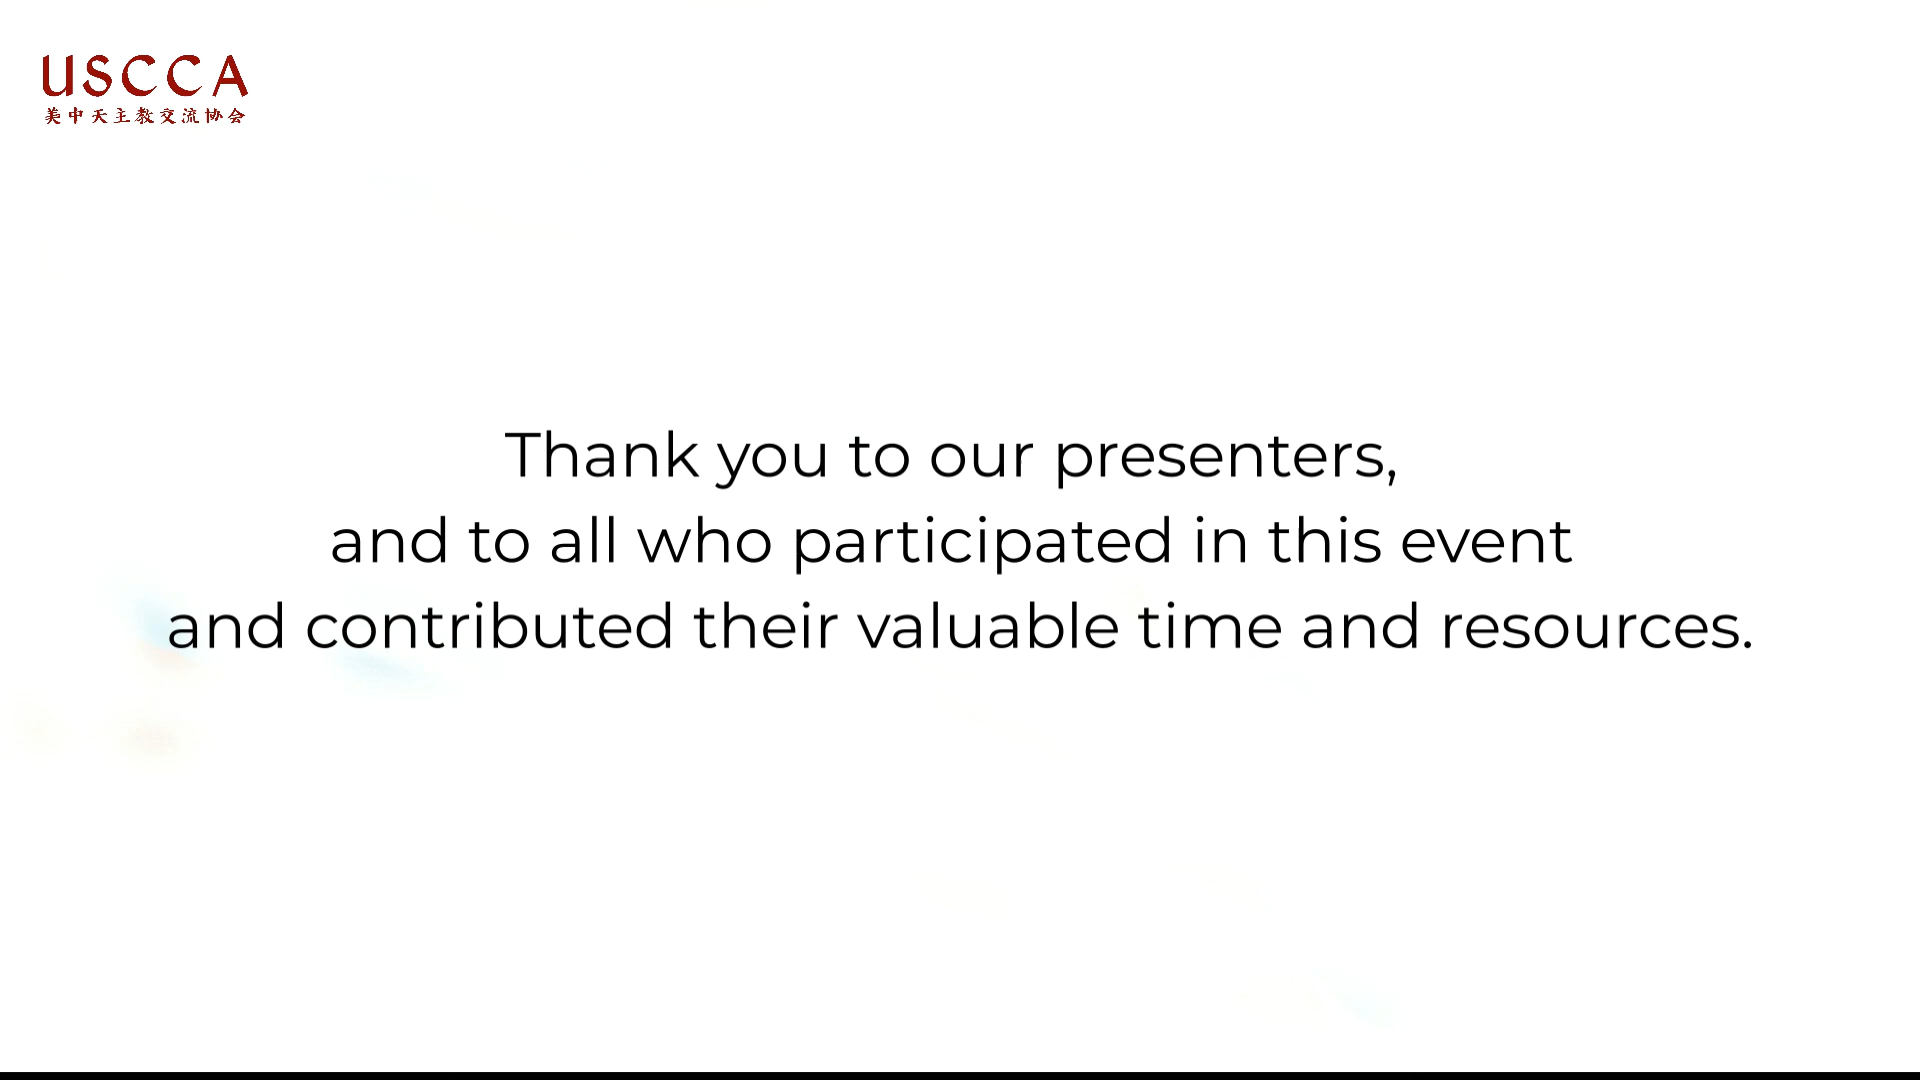 USCCA
美中天主教交流协会
Thank you to our presenters,
and to all who participated in this event
and contributed their valuable time and resources.